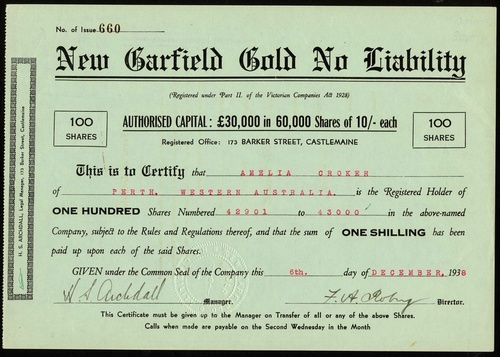 No. of Issue 660
New Garfield Gold No Liability
(Registered under Part II. of the Victorian Companies Act 1928)
100 SHARES
AUTHORISED CAPITAL: £30,000 in 60,000 Shares of 10/- each
100 SHARES
Registered Office: 173 BARKER STREET, CASTLEMAINE
This is to Certify that AMELIA CROKER
of PERTH. WESTERN AUSTRALIA. is the Registered Holder of
ONE HUNDRED Shares Numbered 42901 to 43000 in the above-named
Company, subject to the Rules and Regulations thereof, and that the sum of ONE SHILLING has been
paid up upon each of the said Shares.
GIVEN under the Common Seal of the Company this 6th. day of DECEMBER, 1938
H S Archdall
Manager.
Director.
This Certificate must be given up to the Manager on Transfer of all or any of the above Shares.
Calls when made are payable on the Second Wednesday in the Month
H. S. ARCHDALL, Legal Manager, 173 Barker Street, Castlemaine